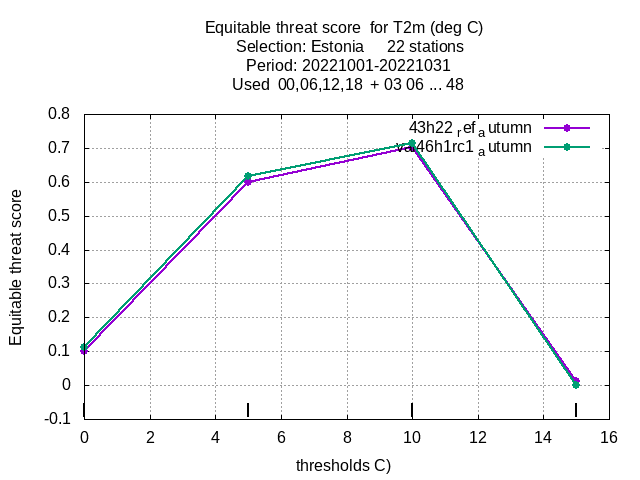 Equitable threat score for T2m (deg C)
Selection: Estonia 22 stations
Period: 20221001-20221031
Used 00,06,12,18 + 03 06 ... 48
0.8
0.7
0.6
0.5
0.4
0.3
0.2
0.1
0
-0.1
Equitable threat score
43h22 ref autumn
46h1rc1 autumn
0 2 4 6 8 10 12 14 16
thresholds C)